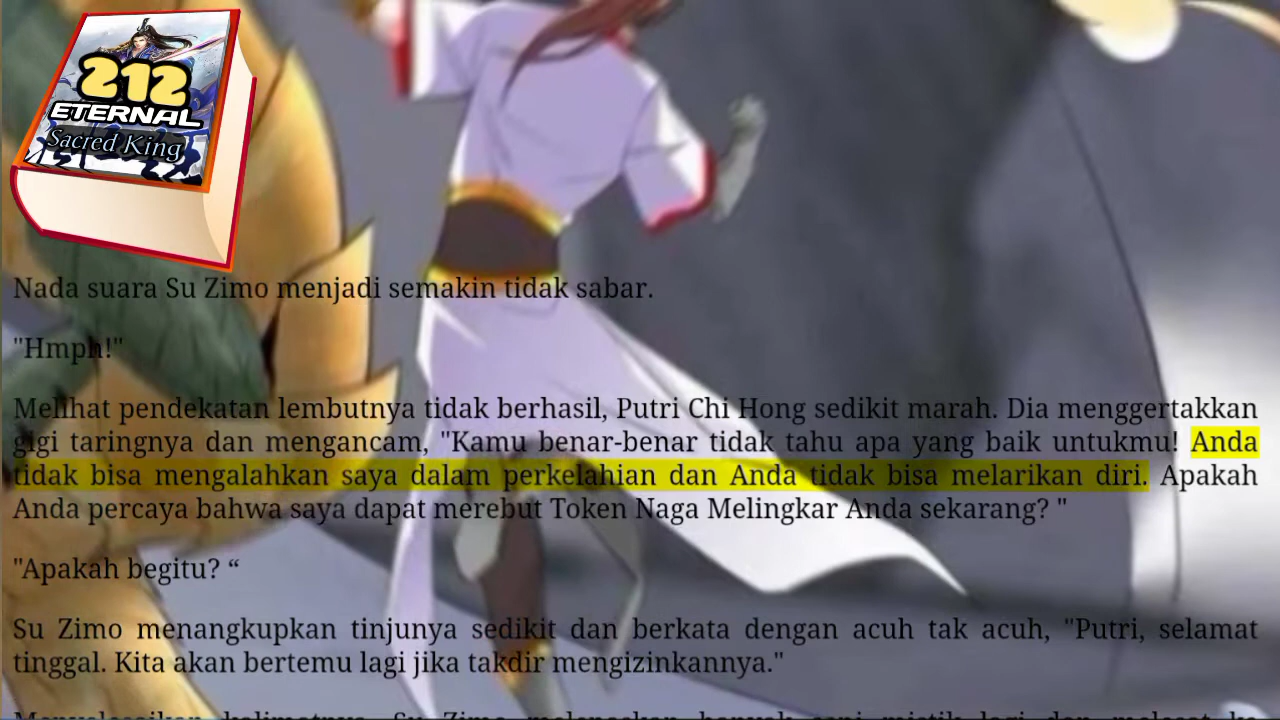 212
ETERNAL
Sacred King
Nada suara Su Zimo menjadi semakin tidak sabar.
"Hmph!"
Melihat pendekatan lembutnya tidak berhasil, Putri Chi Hong sedikit marah. Dia menggertakkan
gigi taringnya dan mengancam, "Kamu benar-benar tidak tahu apa yang baik untukmu! Anda
tidak bisa mengalahkan saya dalam perkelahian dan Anda tidak bisa melarikan diri. Apakah
Anda percaya bahwa saya dapat merebut Token Naga Melingkar Anda sekarang? "
"Apakah begitu? “
Su Zimo menangkupkan tinjunya sedikit dan berkata dengan acuh tak acuh, "Putri, selamat
tinggal. Kita akan bertemu lagi jika takdir mengizinkannya."